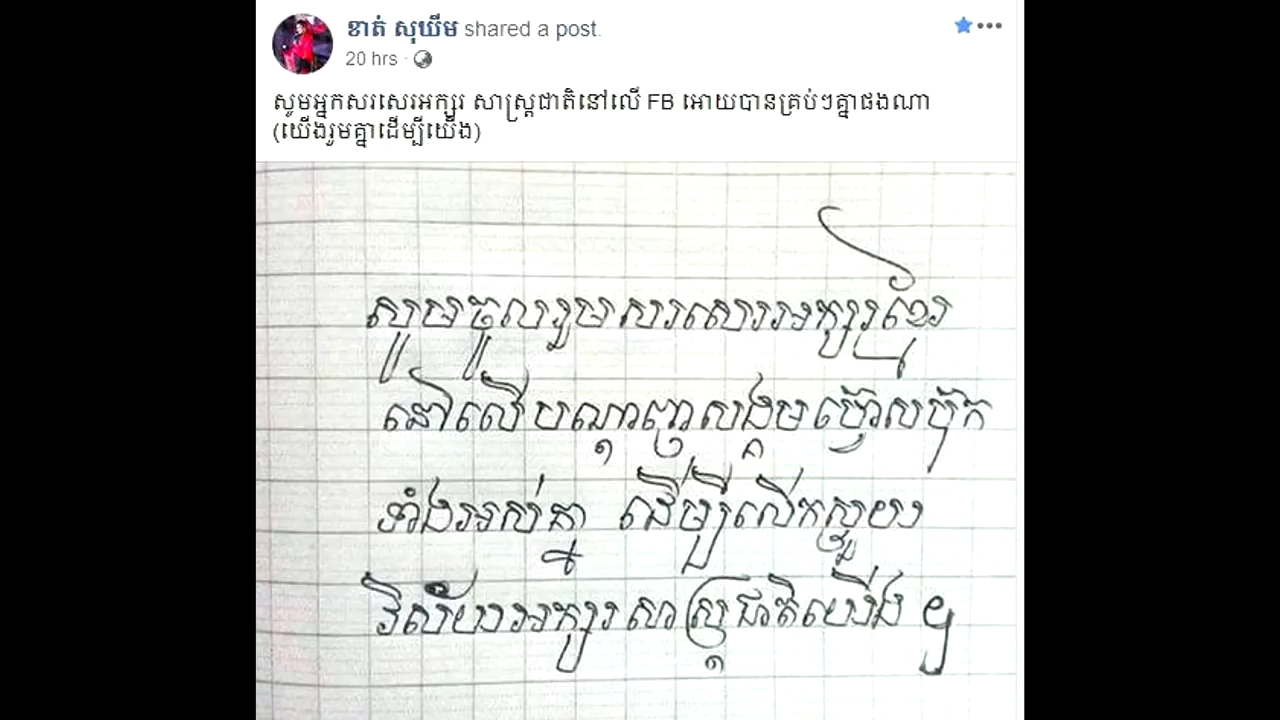 ខាត់ សុឃីម shared a post.
20 hrs ·
សូមអ្នកសរសេរអក្សរ សាស្ត្រជាតិនៅលើ FB អោយបានគ្រប់ៗគ្នាផងណា
(យើងរួមគ្នាដើម្បីយើង)
សូមចូលរួមសរសេរអក្សរខ្មែរ
នៅលើបណ្តាញសង្គមហ្វេសប៊ុក
ទាំងអស់គ្នា ដើម្បីលើកស្ទួយ
វិស័យអក្សរសាស្ត្រជាតិយើង ។